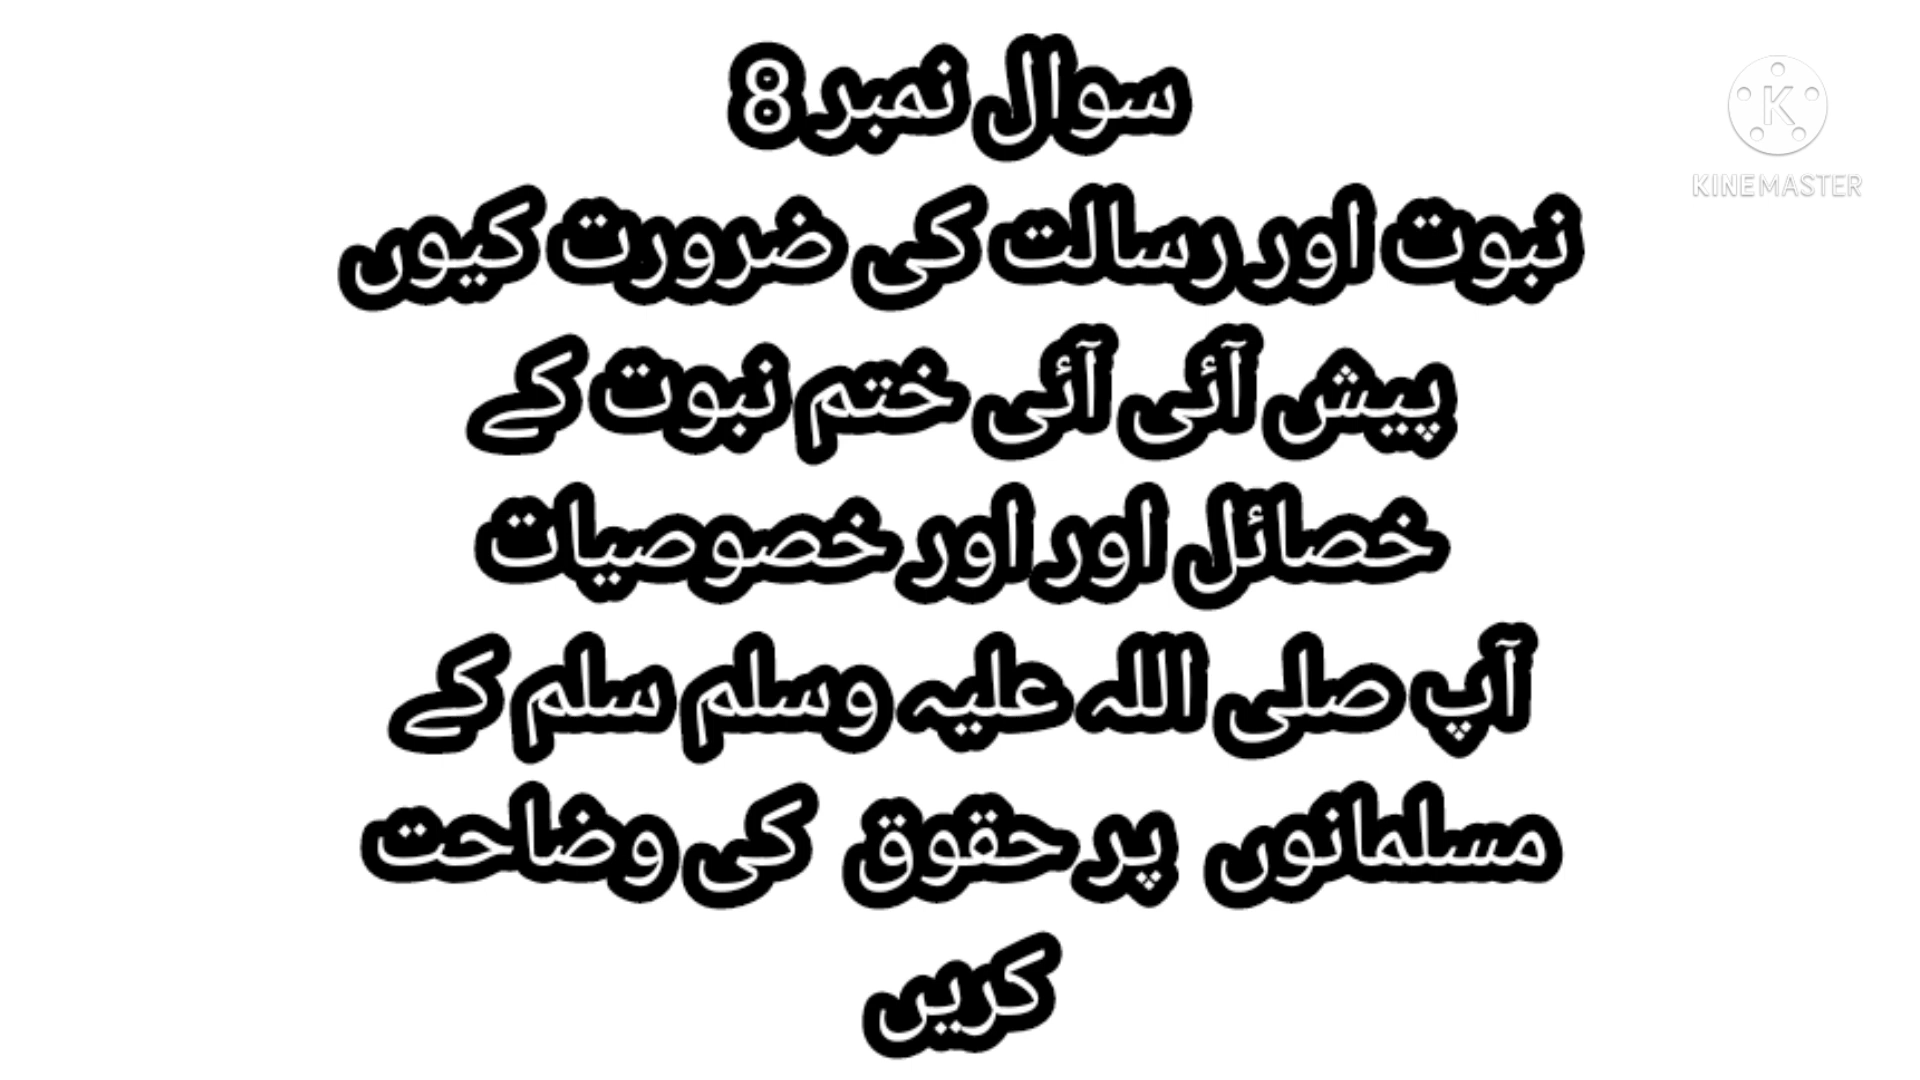 سوال نمبر 8
KINEMASTER
نبوت اور رسالت کی ضرورت کیوں
پیش آئی آئی ختم نبوت کے
خصائل اور اور خصوصیات
آپ صلی اللہ علیہ وسلم سلم کے
مسلمانوں پر حقوق کی وضاحت
کریں